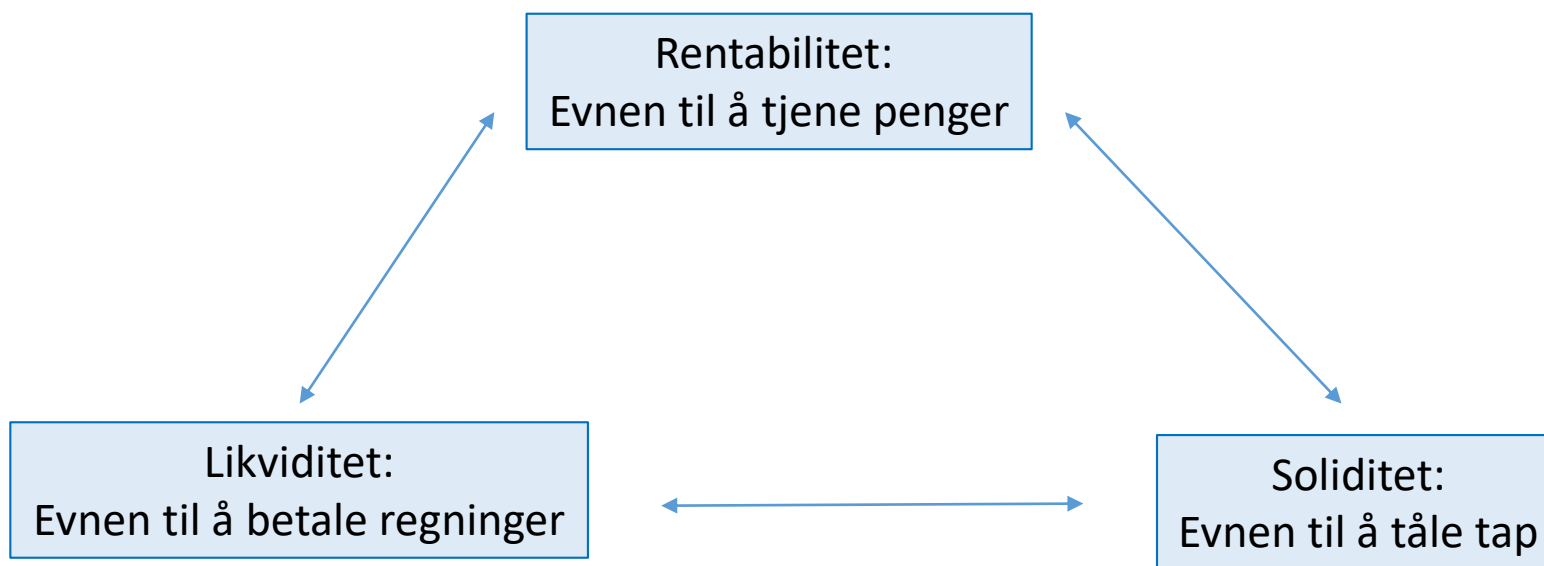 Rentabilitet:
Evnen til å tjene penger
Likviditet:
Evnen til å betale regninger
Soliditet:
Evnen til å tåle tap